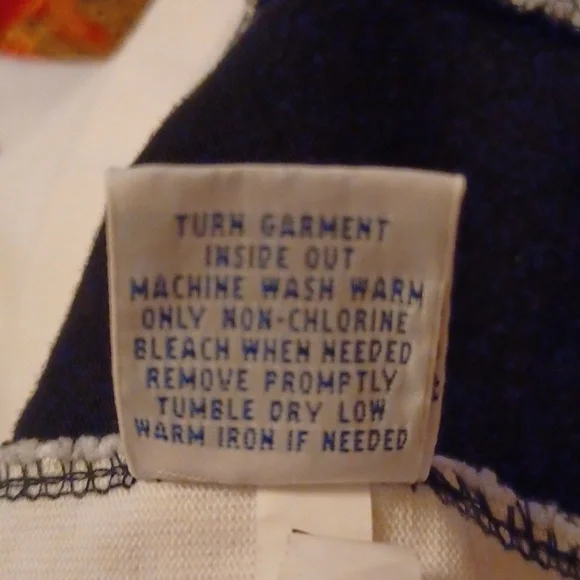 TURN GARMENT
INSIDE OUT
MACHINE WASH WARM
ONLY NON-CHLORINE
BLEACH WHEN NEEDED
REMOVE PROMPTLY
TUMBLE DRY LOW
WARM IRON IF NEEDED